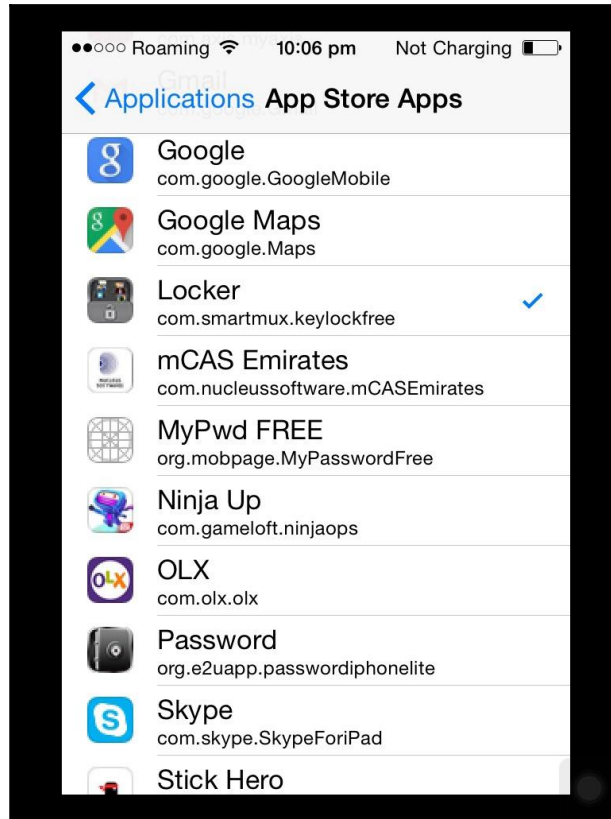 Roaming 10:06 pm Not Charging
Gmail
Applications App Store Apps
Google
com.google.GoogleMobile
Google Maps
com.google.Maps
Locker
com.smartmux.keylockfree
mCAS Emirates
com.nucleussoftware.mCASEmirates
MyPwd FREE
org.mobpage.MyPasswordFree
Ninja Up
com.gameloft.ninjaops
OLX
com.olx.olx
Password
org.e2uapp.passwordiphonelite
Skype
com.skype.SkypeForiPad
Stick Hero